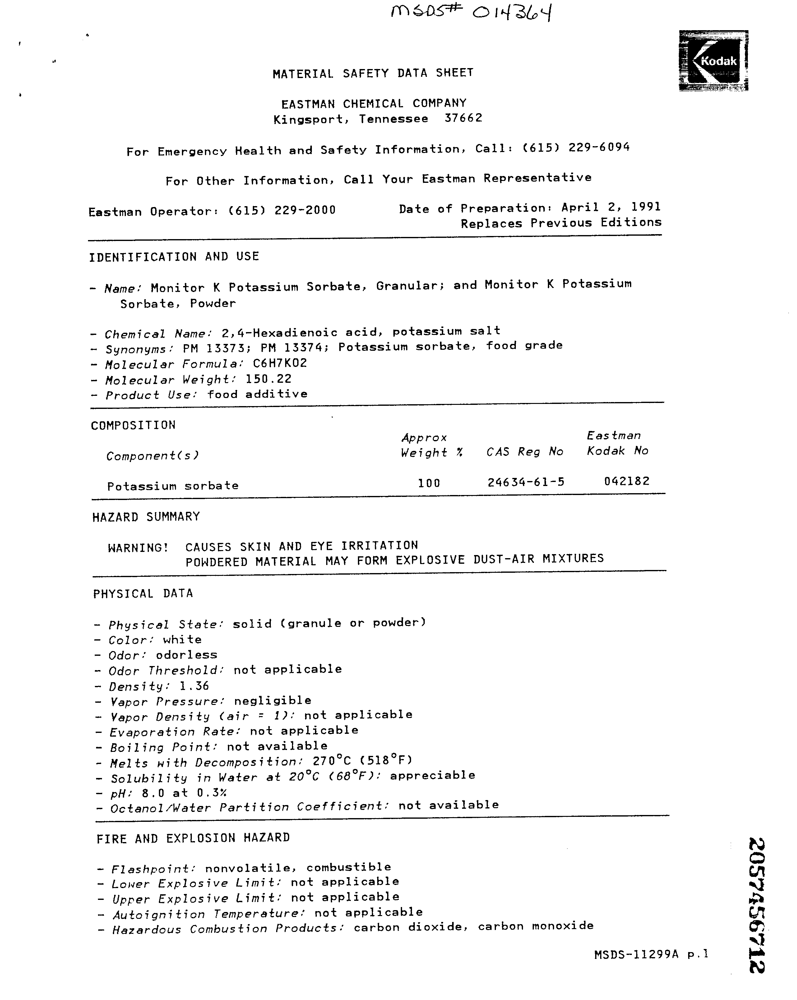 MSDS# 014364
Kodak
MATERIAL SAFETY DATA SHEET
EASTMAN CHEMICAL COMPANY
Kingsport, Tennessee 37662
For Emergency Health and Safety Information, Call: (615) 229-6094
For Other Information, Call Your Eastman Representative
Eastman Operator: (615) 229-2000 Date of Preparation: April 2, 1991
Replaces Previous Editions
IDENTIFICATION AND USE
- Name: Monitor K Potassium Sorbate, Granular; and Monitor K Potassium
Sorbate, Powder
- Chemical Name: 2,4-Hexadienoic acid, potassium salt
- Synonyms: PM 13373; PM 13374; Potassium sorbate, food grade
- Molecular Formula: C6H7KO2
- Molecular Weight: 150.22
- Product Use: food additive
COMPOSITION
Approx Eastman
Component(s) Weight % CAS Reg No Kodak No
Potassium sorbate 100 24634-61-5 042182
HAZARD SUMMARY
WARNING! CAUSES SKIN AND EYE IRRITATION
POWDERED MATERIAL MAY FORM EXPLOSIVE DUST-AIR MIXTURES
PHYSICAL DATA
- Physical State: solid (granule or powder)
- Color: white
- Odor: odorless
- Odor Threshold: not applicable
- Density: 1.36
- Vapor Pressure: negligible
- Vapor Density (air = 1): not applicable
- Evaporation Rate: not applicable
- Boiling Point: not available
- Melts with Decomposition: 270°C (518°F)
- Solubility in Water at 20°C (68°F): appreciable
- pH: 8.0 at 0.3%
- Octanol/Water Partition Coefficient: not available
FIRE AND EXPLOSION HAZARD
- Flashpoint: nonvolatile, combustible
- Lower Explosive Limit: not applicable
- Upper Explosive Limit: not applicable
- Autoignition Temperature: not applicable
- Hazardous Combustion Products: carbon dioxide, carbon monoxide
MSDS-11299A p.1
2057456712